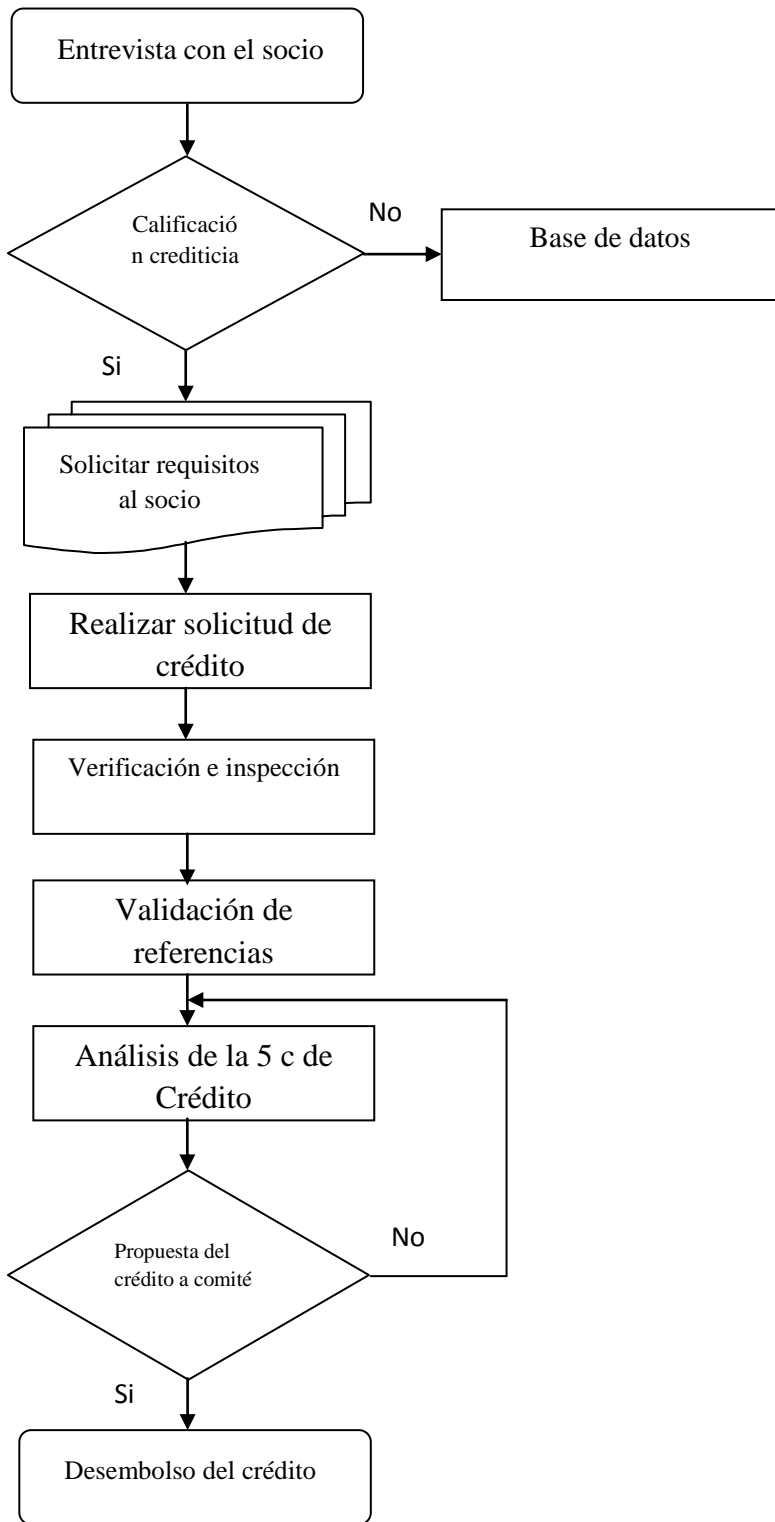 Entrevista con el socio
Calificació
n crediticia
No
Base de datos
Si
Solicitar requisitos
al socio
Realizar solicitud de
crédito
Verificación e inspección
Validación de
referencias
Análisis de la 5 c de
Crédito
Propuesta del
crédito a comité
No
Si
Desembolso del crédito